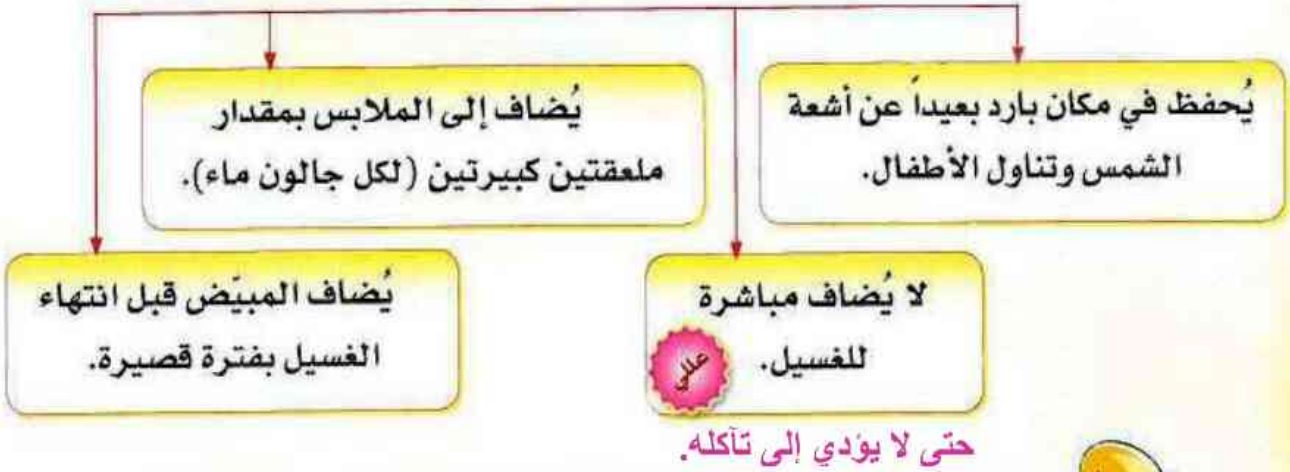 يُحفظ في مكان بارد بعيداً عن أشعة
الشمس وتناول الأطفال.
يُضاف إلى الملابس بمقدار
ملعقتين كبيرتين (لكل جالون ماء).
لا يُضاف مباشرة
للغسيل.
عللي
حتى لا يؤدي إلى تآكله.
يُضاف المبيّض قبل انتهاء
الغسيل بفترة قصيرة.